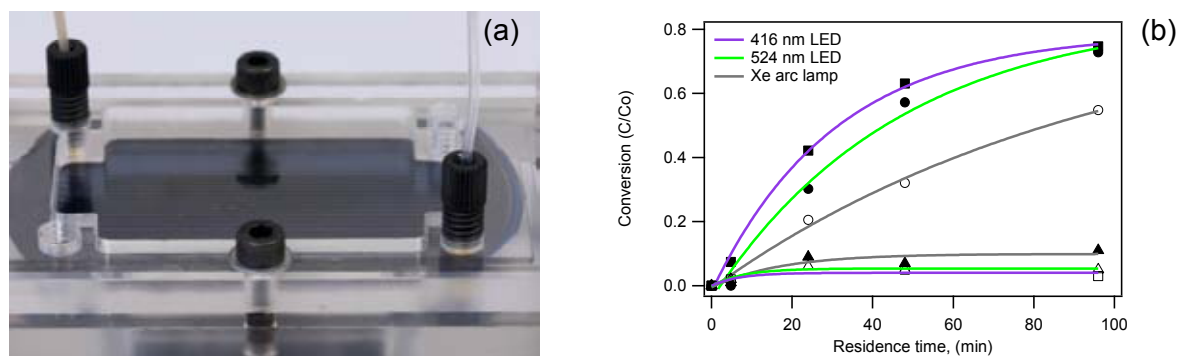 (a)
(b)
416 nm LED
524 nm LED
Xe arc lamp
Conversion (C/Co)
0.8
0.6
0.4
0.2
0.0
0 20 40 60 80 100
Residence time, (min)